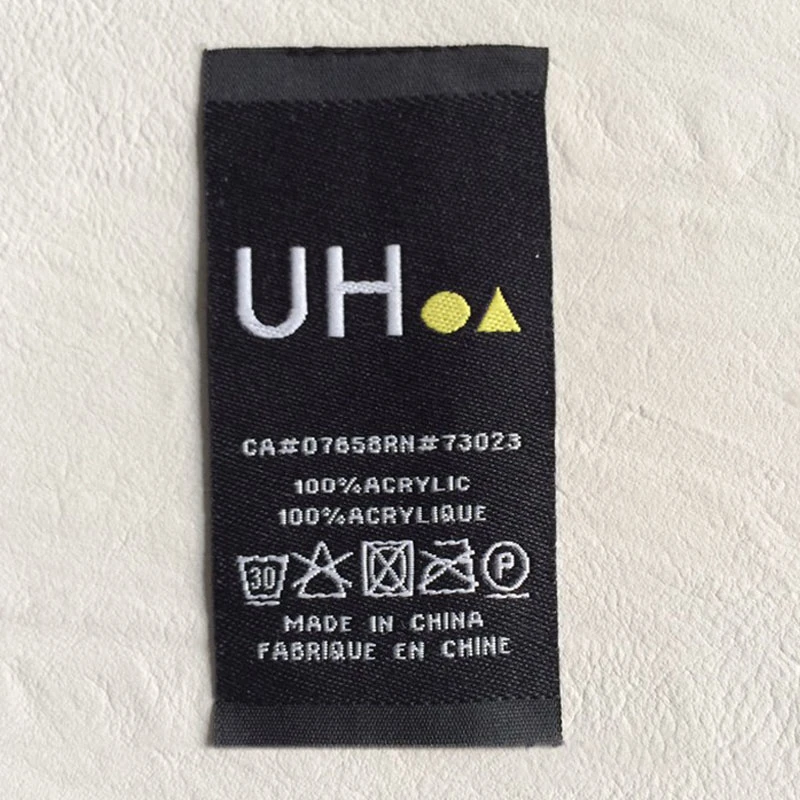 UH
CA#07658RN#73023
100%ACRYLIC
100%ACRYLIQUE
30 P
MADE IN CHINA
FABRIQUE EN CHINE